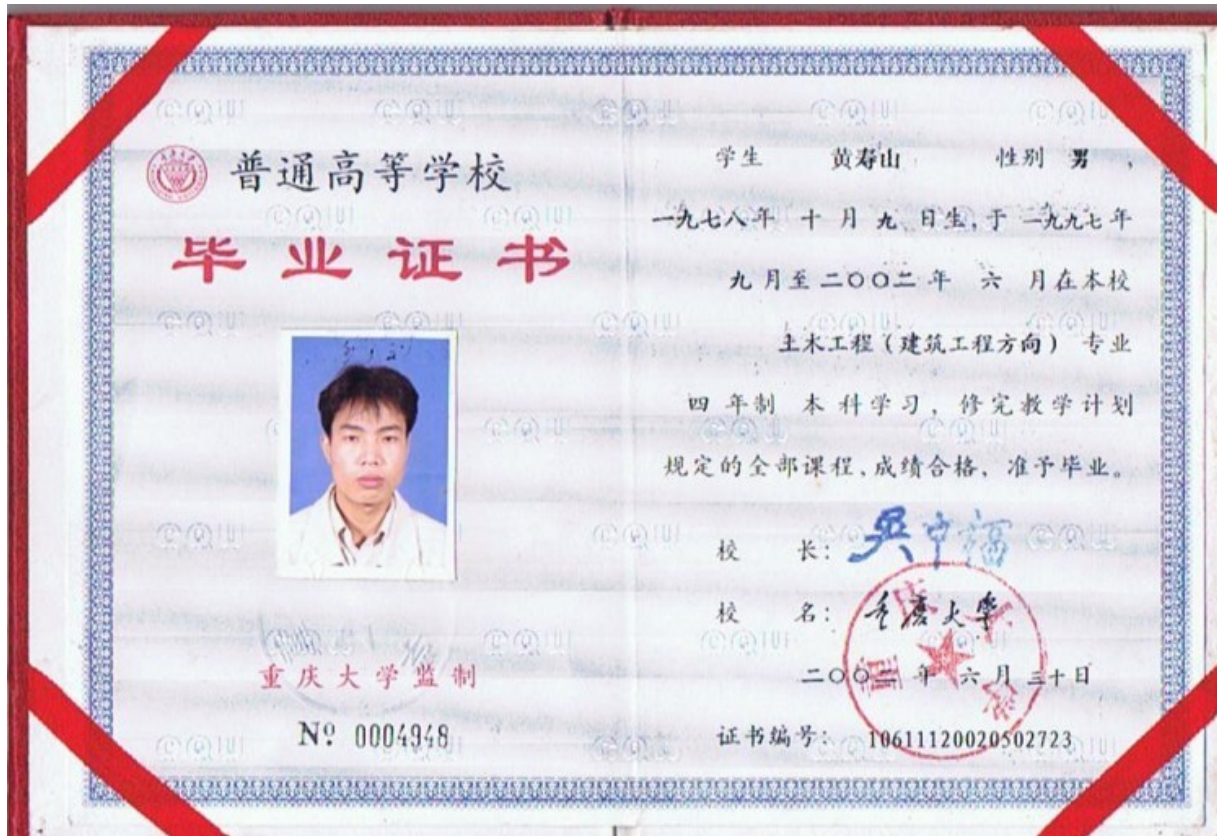 普通高等学校
毕业证书
重庆大学监制
Nº 0004948
学生 黄寿山 性别 男,
一九七八年 十月九日生,于一九九七年
九月至二〇〇二年 六 月在本校
土木工程(建筑工程方向) 专业
四 年制 本科学习,修完教学计划
规定的全部课程,成绩合格,准予毕业。
校 长: 吴中福
校 名: 重庆大学
二〇〇二年 六月三十日
证书编号: 10611120020502723